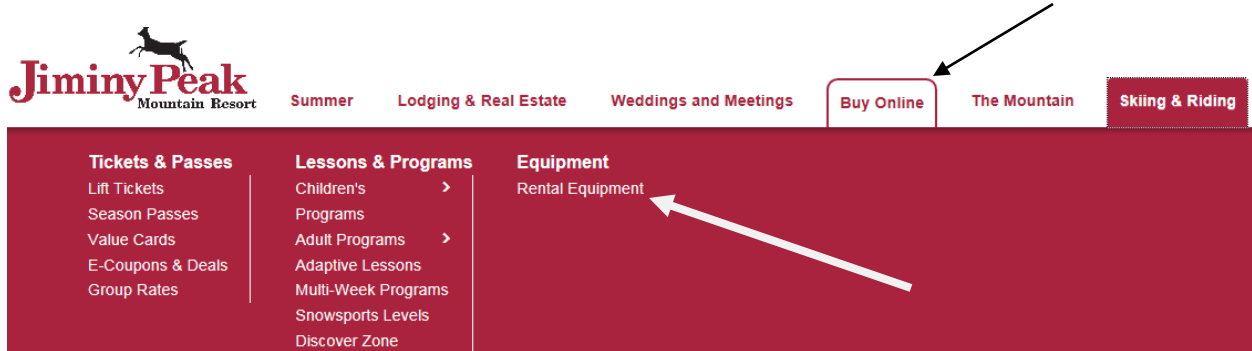 Jiminy Peak
Mountain Resort
Summer
Lodging & Real Estate
Weddings and Meetings
Buy Online
The Mountain
Skiing & Riding
Tickets & Passes
Lift Tickets
Season Passes
Value Cards
E-Coupons & Deals
Group Rates
Lessons & Programs
Children's
Programs
Adult Programs
Adaptive Lessons
Multi-Week Programs
Snowsports Levels
Discover Zone
Equipment
Rental Equipment